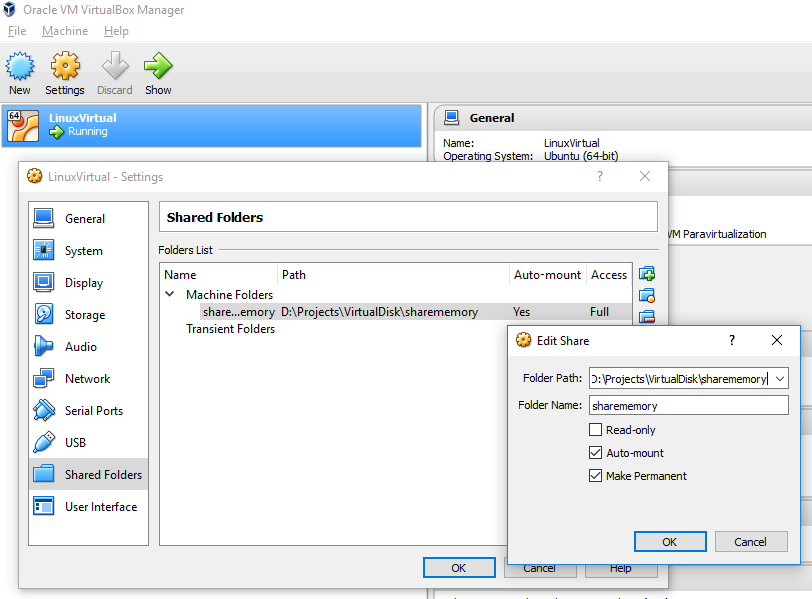 Oracle VM VirtualBox Manager
File Machine Help
New Settings Discard Show
64 LinuxVirtual
Running
General
Name: LinuxVirtual
Operating System: Ubuntu (64-bit)
LinuxVirtual - Settings ?
VM Paravirtualization
General
System
Display
Storage
Audio
Network
Serial Ports
USB
Shared Folders
User Interface
Shared Folders
Folders List
Name Path Auto-mount Access
Machine Folders
share...emory D:\Projects\VirtualDisk\sharememory Yes Full
Transient Folders
Edit Share ?
Folder Path: D:\Projects\VirtualDisk\sharememory
Folder Name: sharememory
Read-only
Auto-mount
Make Permanent
OK Cancel
OK Cancel Help